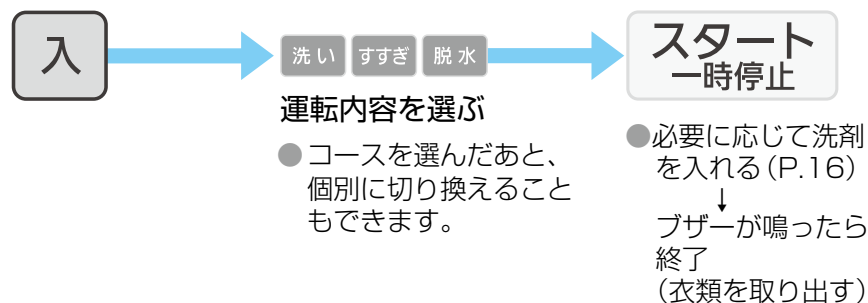 入
洗い すすぎ 脱水
運転内容を選ぶ
●コースを選んだあと、
個別に切り換えること
もできます。
スタート
一時停止
●必要に応じて洗剤
を入れる(P.16)
↓
ブザーが鳴ったら
終了
(衣類を取り出す)